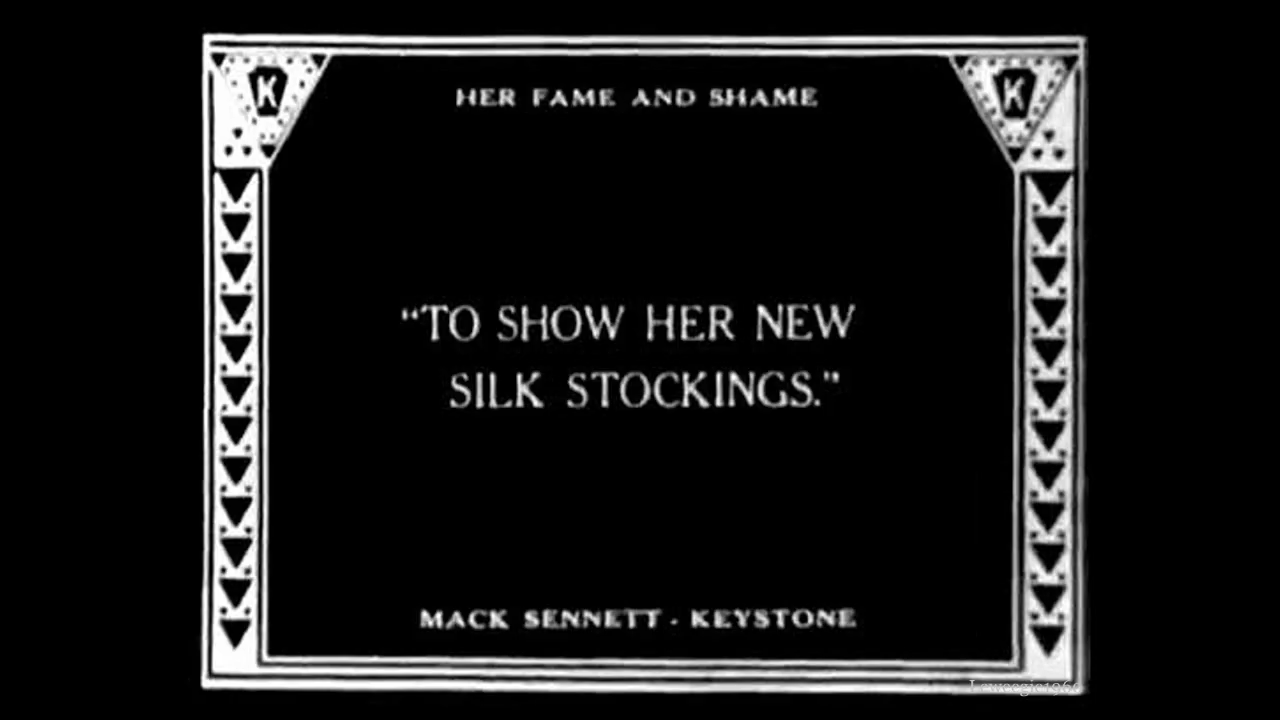 K K
HER FAME AND SHAME
“TO SHOW HER NEW
SILK STOCKINGS.”
MACK SENNETT - KEYSTONE